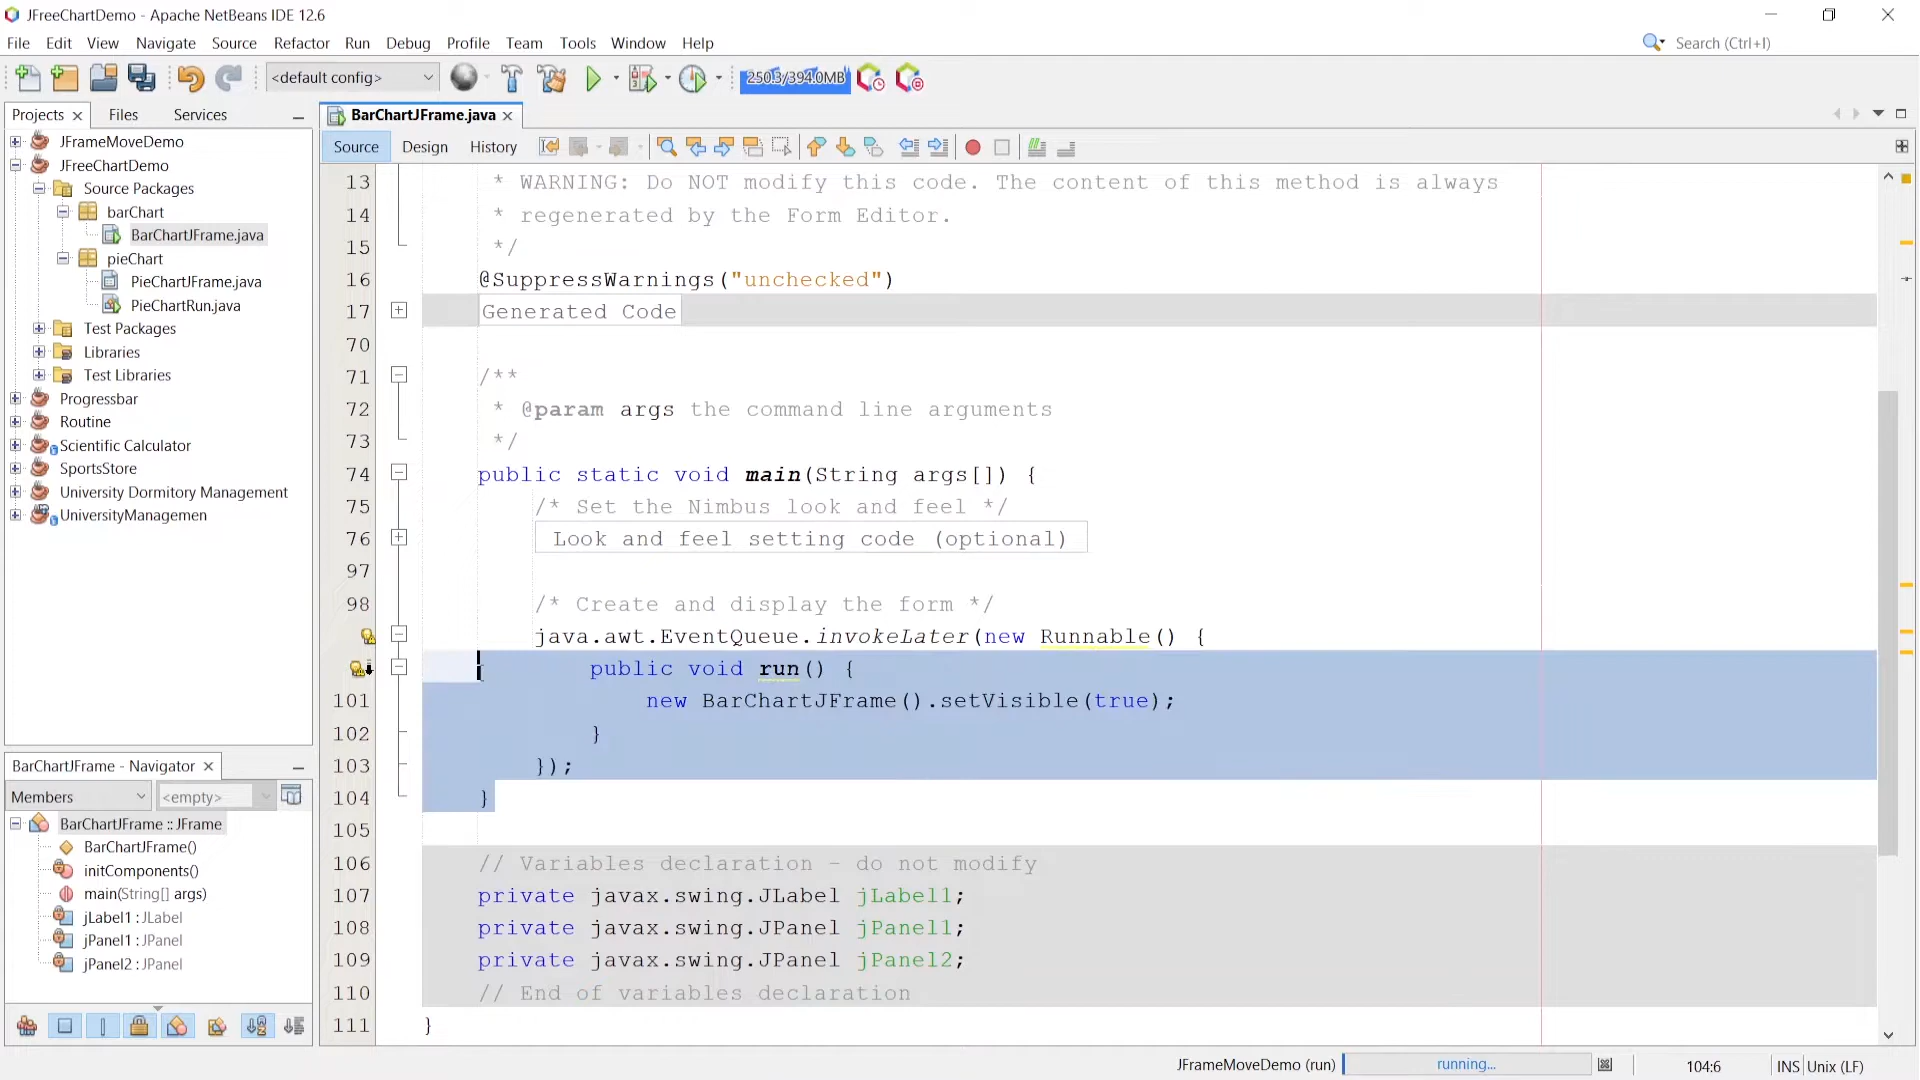 JFreeChartDemo - Apache NetBeans IDE 12.6
File Edit View Navigate Source Refactor Run Debug Profile Team Tools Window Help
Search (Ctrl+I)
<default config>
250.3/394.0MB
Projects Files Services
BarChartJFrame.java
Source Design History
JFrameMoveDemo
JFreeChartDemo
Source Packages
barChart
BarChartJFrame.java
pieChart
PieChartJFrame.java
PieChartRun.java
Test Packages
Libraries
Test Libraries
Progressbar
Routine
Scientific Calculator
SportsStore
University Dormitory Management
UniversityManagemen
BarChartJFrame - Navigator
Members <empty>
BarChartJFrame :: JFrame
BarChartJFrame()
initComponents()
main(String[] args)
jLabel1 : JLabel
jPanel1 : JPanel
jPanel2 : JPanel
13 * WARNING: Do NOT modify this code. The content of this method is always
14 * regenerated by the Form Editor.
15 */
16 @SuppressWarnings("unchecked")
17 Generated Code
70
71 /**
72 * @param args the command line arguments
73 */
74 public static void main(String args[]) {
75 /* Set the Nimbus look and feel */
76 Look and feel setting code (optional)
97
98 /* Create and display the form */
java.awt.EventQueue.invokeLater(new Runnable() {
public void run() {
101 new BarChartJFrame().setVisible(true);
102 }
103 });
104 }
105
106 // Variables declaration - do not modify
107 private javax.swing.JLabel jLabel1;
108 private javax.swing.JPanel jPanel1;
109 private javax.swing.JPanel jPanel2;
110 // End of variables declaration
111 }
JFrameMoveDemo (run) running... 104:6 INS Unix (LF)